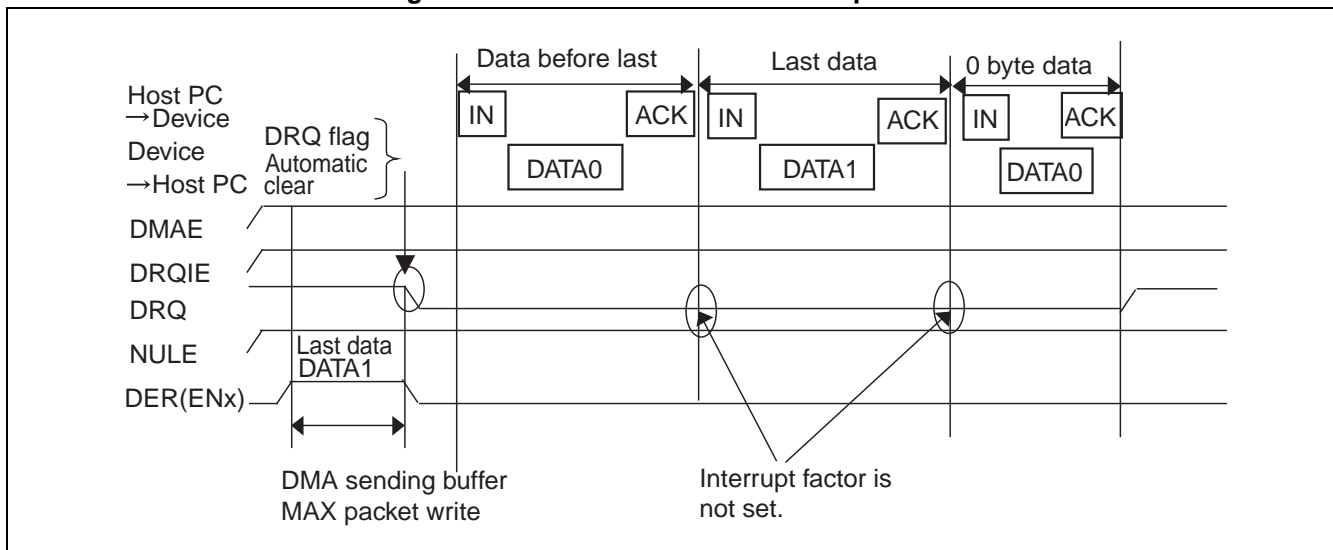 Data before last
Last data
0 byte data
Host PC
→Device
Device
→Host PC
DRQ flag
Automatic
clear
IN
ACK
IN
ACK
IN
ACK
DATA0
DATA1
DATA0
DMAE
DRQIE
DRQ
NULE
DER(ENx)
Last data
DATA1
DMA sending buffer
MAX packet write
Interrupt factor is
not set.